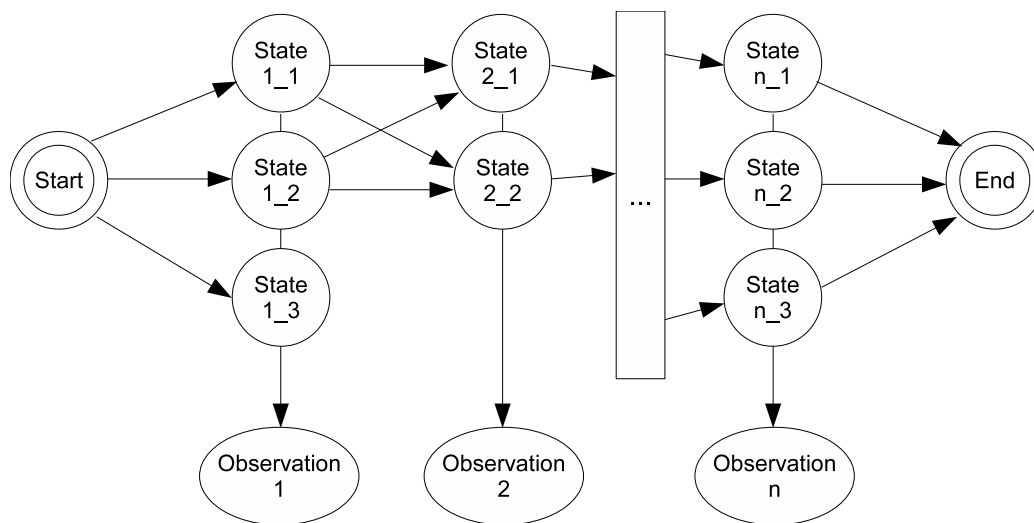 Start
State
1_1
State
1_2
State
1_3
State
2_1
State
2_2
...
State
n_1
State
n_2
State
n_3
End
Observation
1
Observation
2
Observation
n